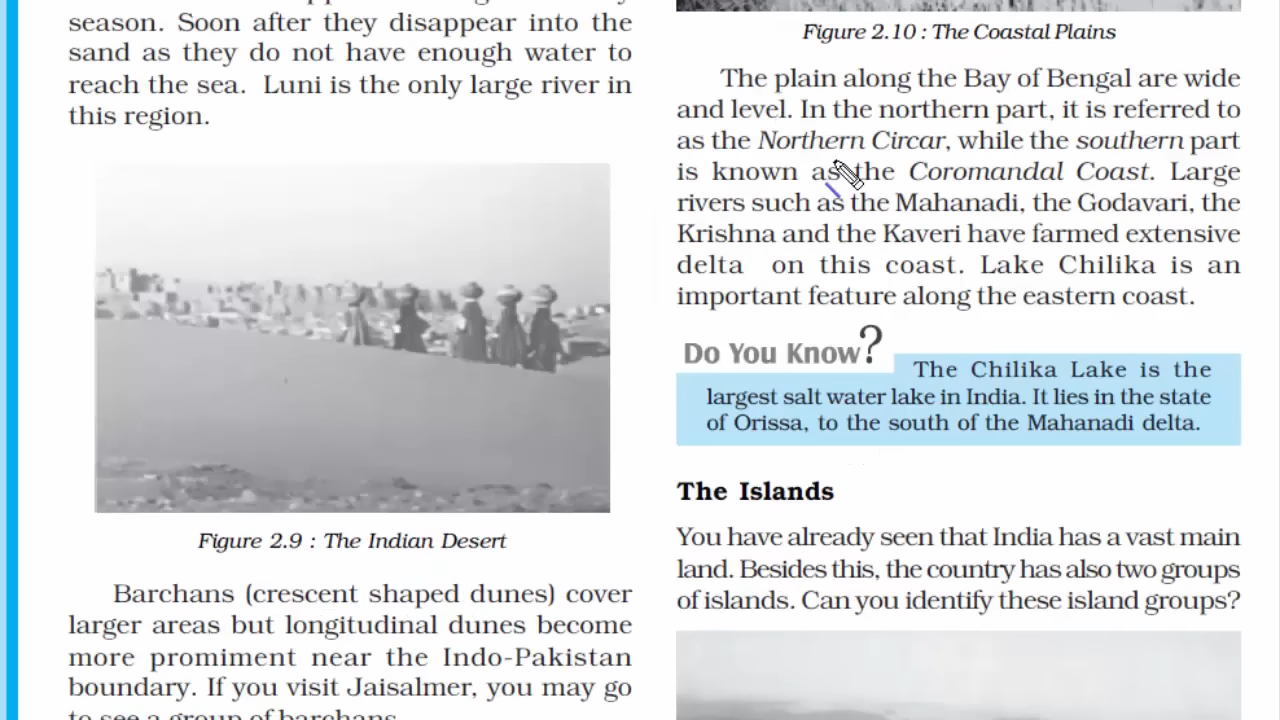 season. Soon after they disappear into the
sand as they do not have enough water to
reach the sea. Luni is the only large river in
this region.
Figure 2.9 : The Indian Desert
Barchans (crescent shaped dunes) cover
larger areas but longitudinal dunes become
more promiment near the Indo-Pakistan
boundary. If you visit Jaisalmer, you may go
to see a group of barchans.
Figure 2.10 : The Coastal Plains
The plain along the Bay of Bengal are wide
and level. In the northern part, it is referred to
as the Northern Circar, while the southern part
is known as the Coromandal Coast. Large
rivers such as the Mahanadi, the Godavari, the
Krishna and the Kaveri have farmed extensive
delta on this coast. Lake Chilika is an
important feature along the eastern coast.
Do You Know?
The Chilika Lake is the
largest salt water lake in India. It lies in the state
of Orissa, to the south of the Mahanadi delta.
The Islands
You have already seen that India has a vast main
land. Besides this, the country has also two groups
of islands. Can you identify these island groups?